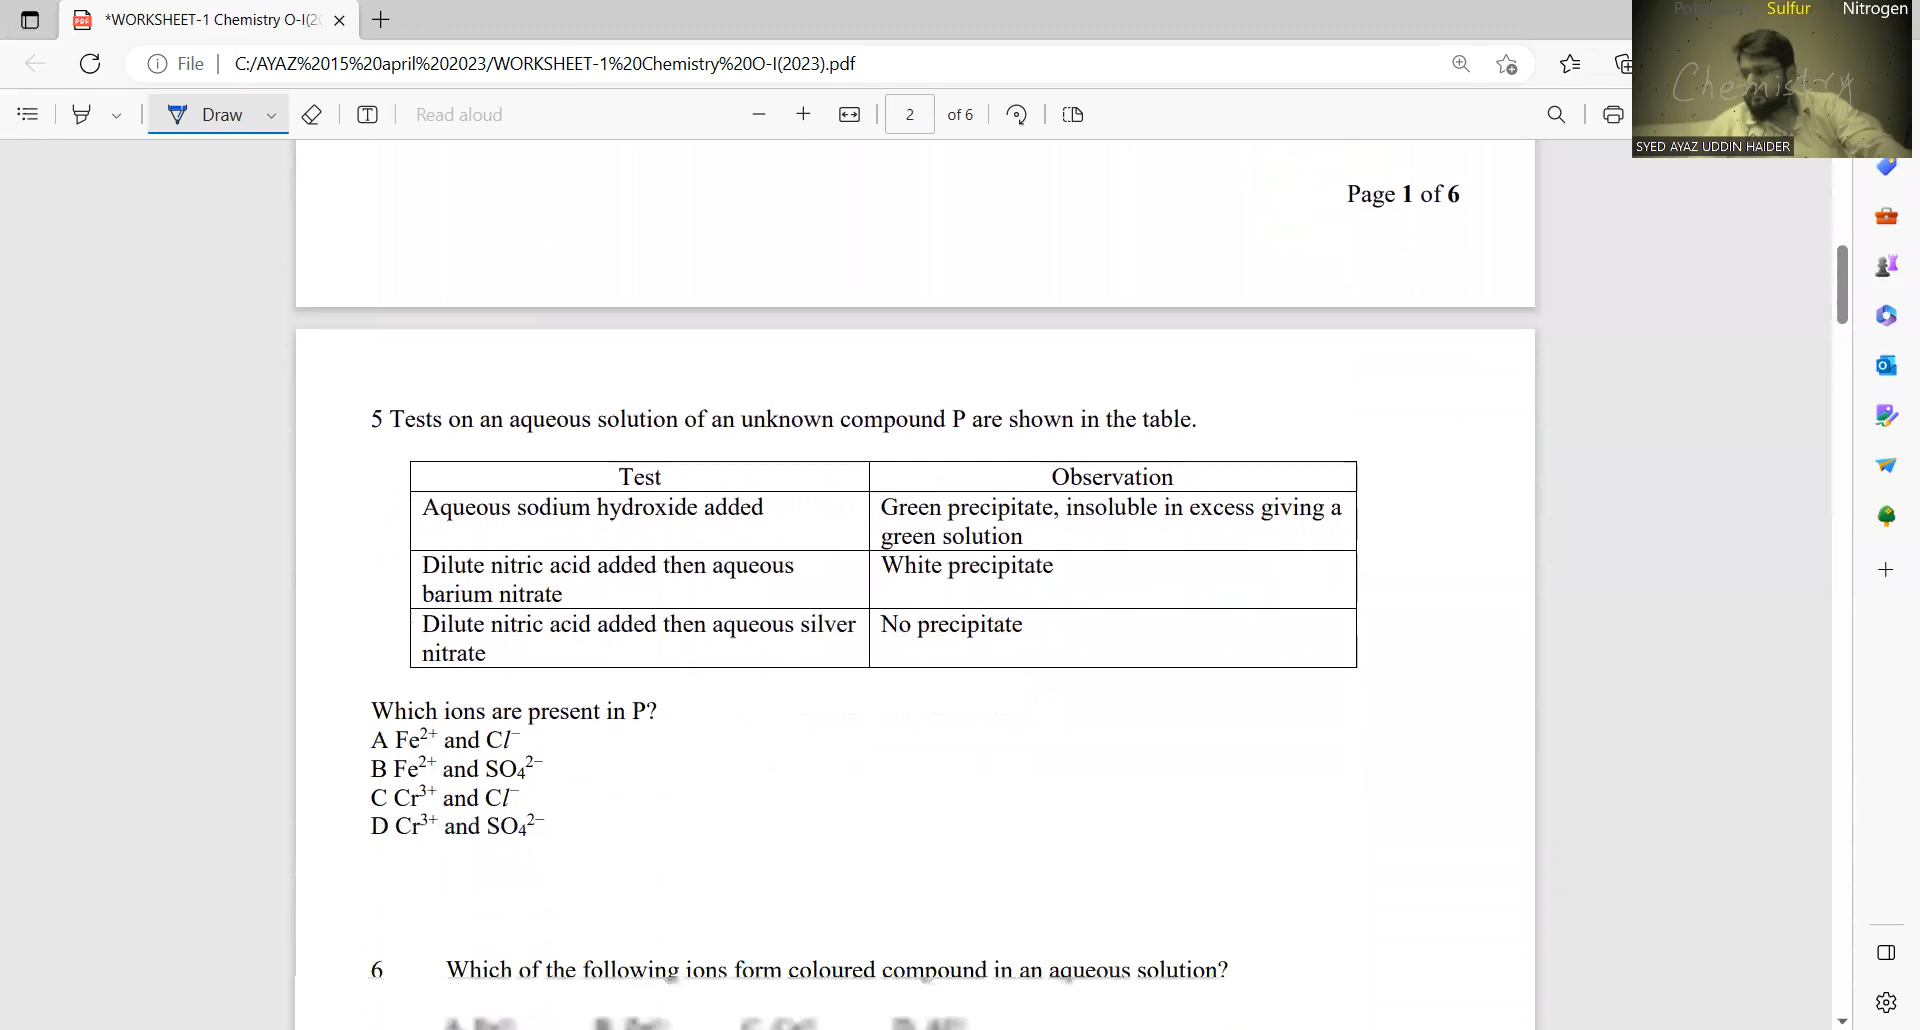 *WORKSHEET-1 Chemistry O-I(20
File
C:/AYAZ%2015%20april%202023/WORKSHEET-1%20Chemistry%20O-I(2023).pdf
Draw
Read aloud
2 of 6
Sulfur Nitrogen
Chemistry
SYED AYAZ UDDIN HAIDER
Page 1 of 6
5 Tests on an aqueous solution of an unknown compound P are shown in the table.
Test Observation
Aqueous sodium hydroxide added Green precipitate, insoluble in excess giving a
green solution
Dilute nitric acid added then aqueous White precipitate
barium nitrate
Dilute nitric acid added then aqueous silver No precipitate
nitrate
Which ions are present in P?
A Fe²⁺ and Cl⁻
B Fe²⁺ and SO₄²⁻
C Cr³⁺ and Cl⁻
D Cr³⁺ and SO₄²⁻
6 Which of the following ions form coloured compound in an aqueous solution?